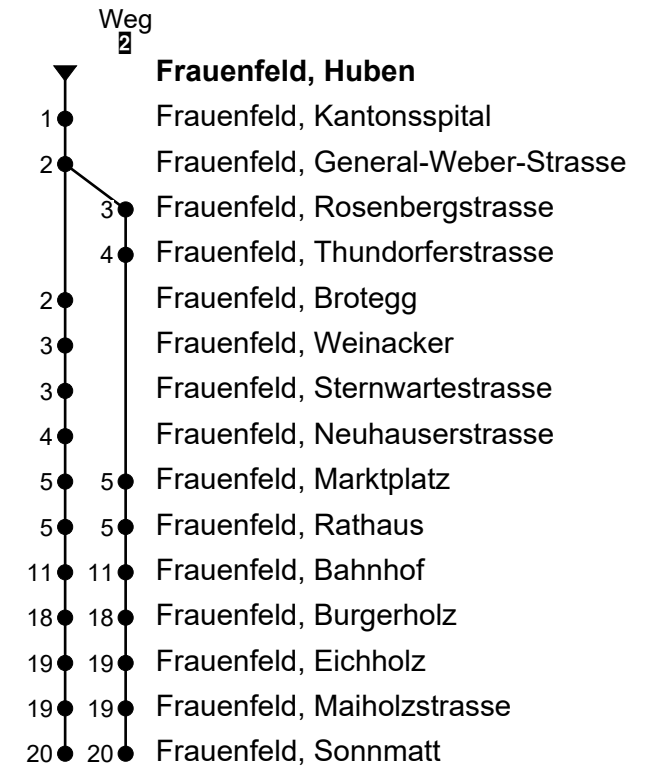 Weg
2
Frauenfeld, Huben
1 Frauenfeld, Kantonsspital
2 Frauenfeld, General-Weber-Strasse
3 Frauenfeld, Rosenbergstrasse
4 Frauenfeld, Thundorferstrasse
2 Frauenfeld, Brotegg
3 Frauenfeld, Weinacker
3 Frauenfeld, Sternwartestrasse
4 Frauenfeld, Neuhauserstrasse
5 5 Frauenfeld, Marktplatz
5 5 Frauenfeld, Rathaus
11 11 Frauenfeld, Bahnhof
18 18 Frauenfeld, Burgerholz
19 19 Frauenfeld, Eichholz
19 19 Frauenfeld, Maiholzstrasse
20 20 Frauenfeld, Sonnmatt